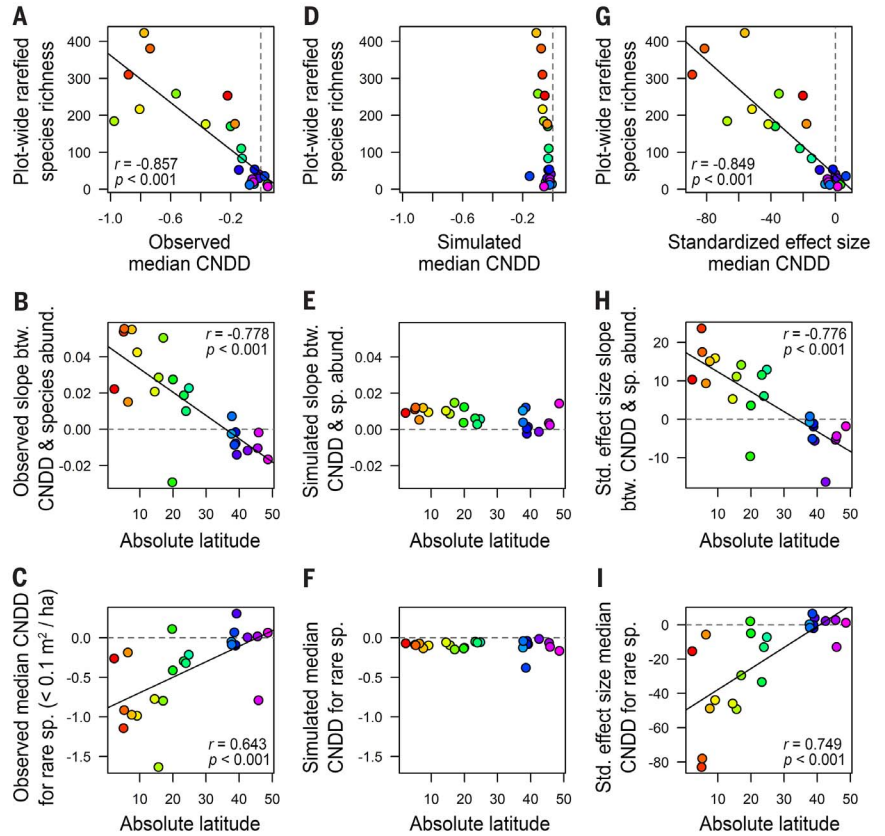 A
Plot-wide rarefied
species richness
400
300
200
100
0
r = -0.857
p < 0.001
-1.0
-0.6
-0.2
Observed
median CNDD
D
Plot-wide rarefied
species richness
400
300
200
100
0
-1.0
-0.6
-0.2
Simulated
median CNDD
G
Plot-wide rarefied
species richness
400
300
200
100
0
r = -0.849
p < 0.001
-80
-40
0
Standardized effect size
median CNDD
B
Observed slope btw.
CNDD & species abund.
0.04
0.02
0.00
-0.02
r = -0.778
p < 0.001
10 20 30 40 50
Absolute latitude
E
Simulated slope btw.
CNDD & sp. abund.
0.04
0.02
0.00
-0.02
10 20 30 40 50
Absolute latitude
H
Std. effect size slope
btw. CNDD & sp. abund.
20
10
0
-10
r = -0.776
p < 0.001
10 20 30 40 50
Absolute latitude
C
Observed median CNDD
for rare sp. (< 0.1 m² / ha)
0.0
-0.5
-1.0
-1.5
r = 0.643
p < 0.001
10 20 30 40 50
Absolute latitude
F
Simulated median
CNDD for rare sp.
0.0
-0.5
-1.0
-1.5
10 20 30 40 50
Absolute latitude
I
Std. effect size median
CNDD for rare sp.
0
-20
-40
-60
-80
r = 0.749
p < 0.001
10 20 30 40 50
Absolute latitude